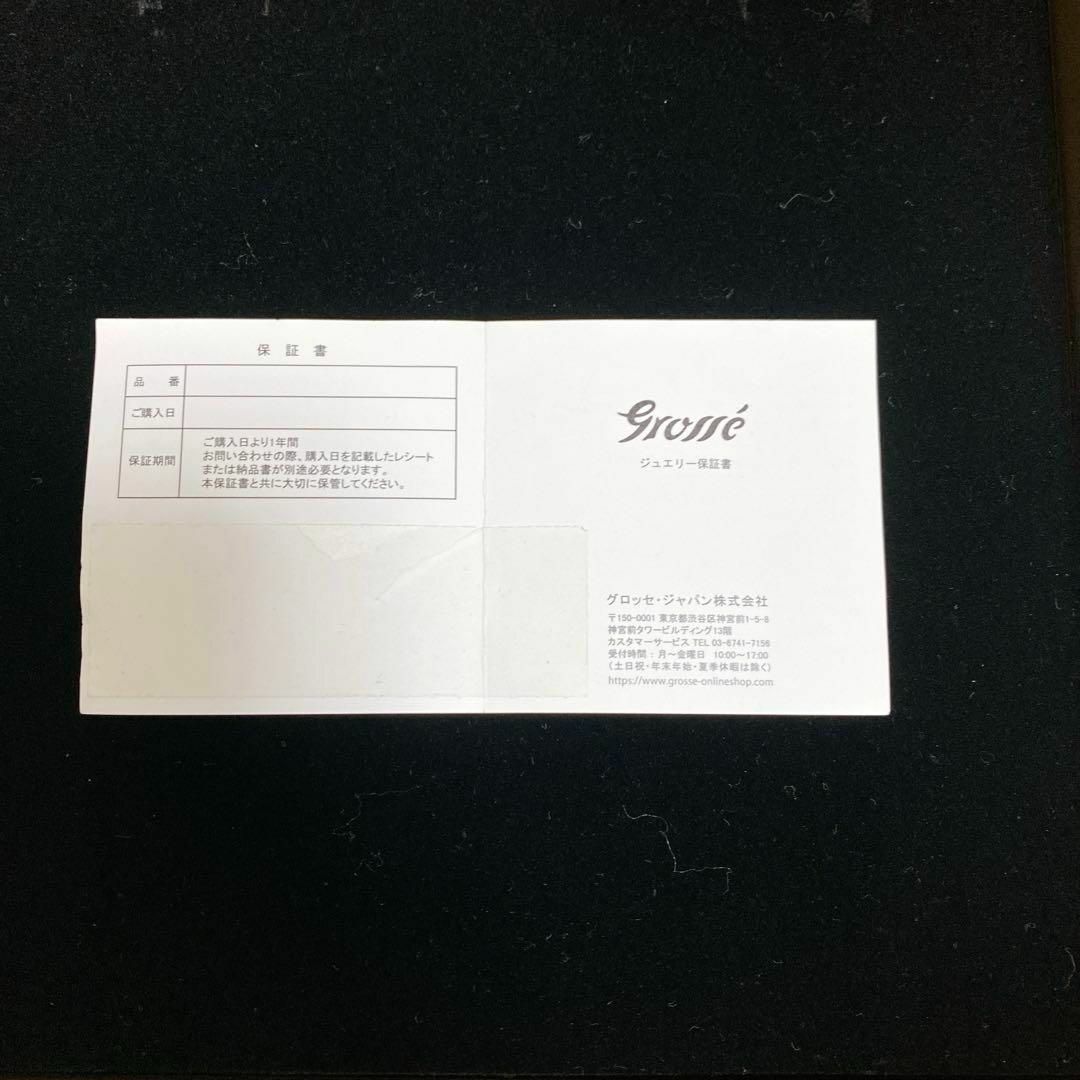 保 証 書
品 番
ご購入日
保証期間
ご購入日より1年間
お問い合わせの際、購入日を記載したレシート
または納品書が別途必要となります。
本保証書と共に大切に保管してください。
Grossé
ジュエリー保証書
グロッセ・ジャパン株式会社
〒150-0001 東京都渋谷区神宮前1-5-8
神宮前タワービルディング13階
カスタマーサービス TEL 03-6741-7156
受付時間：月～金曜日 10:00～17:00
（土日祝・年末年始・夏季休暇は除く）
https://www.grosse-onlineshop.com